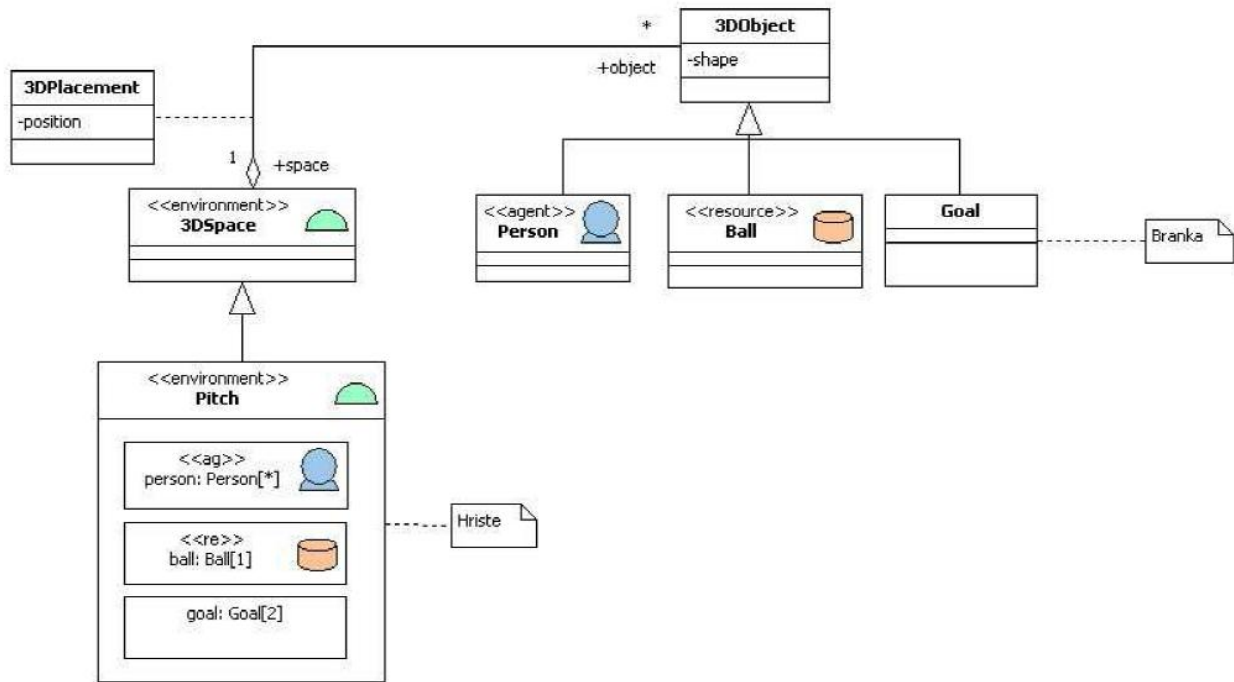 *
3DObject
+object
-shape
3DPlacement
-position
1
+space
<<environment>>
3DSpace
<<agent>>
Person
<<resource>>
Ball
Goal
Branka
<<environment>>
Pitch
<<ag>>
person: Person[*]
<<re>>
ball: Ball[1]
goal: Goal[2]
Hriste